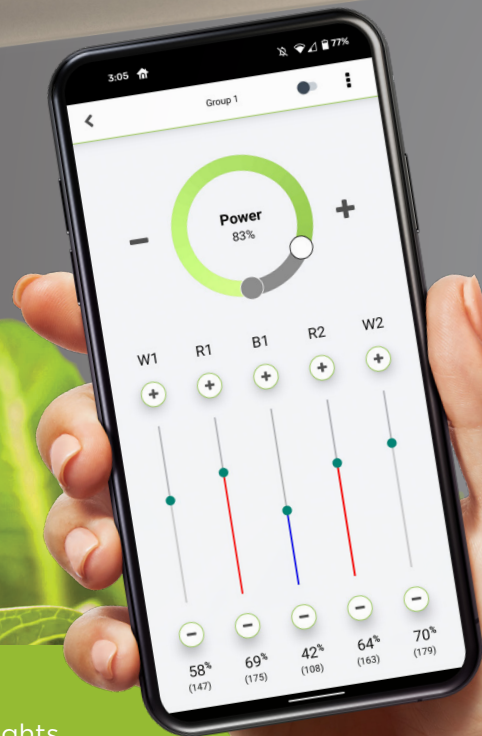 3:05
77%
Group 1
Power
83%
W1 R1 B1 R2 W2
58% 69% 42% 64% 70%
(147) (175) (108) (163) (179)
ghts